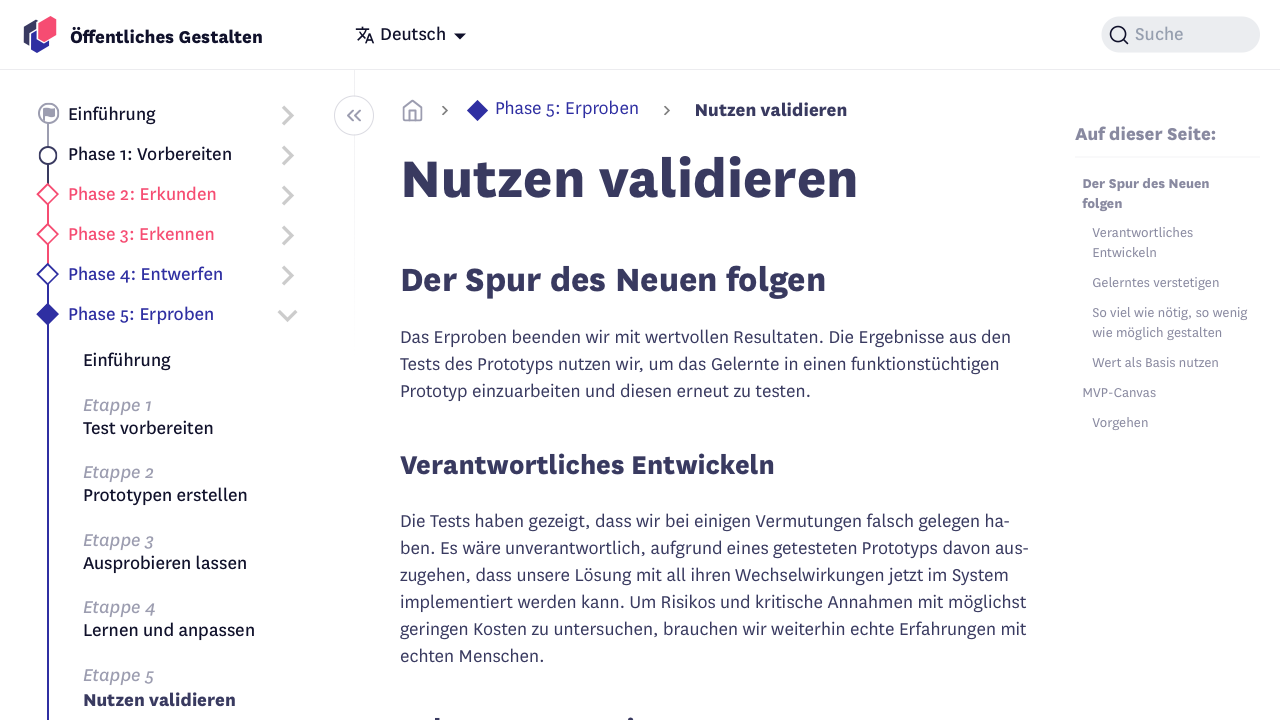 Öffentliches Gestalten
Deutsch
Suche
Einführung
Phase 1: Vorbereiten
Phase 2: Erkunden
Phase 3: Erkennen
Phase 4: Entwerfen
Phase 5: Erproben
Einführung
Etappe 1
Test vorbereiten
Etappe 2
Prototypen erstellen
Etappe 3
Ausprobieren lassen
Etappe 4
Lernen und anpassen
Etappe 5
Nutzen validieren
Phase 5: Erproben
Nutzen validieren
Nutzen validieren
Der Spur des Neuen folgen
Das Erproben beenden wir mit wertvollen Resultaten. Die Ergebnisse aus den
Tests des Prototyps nutzen wir, um das Gelernte in einen funktionstüchtigen
Prototyp einzuarbeiten und diesen erneut zu testen.
Verantwortliches Entwickeln
Die Tests haben gezeigt, dass wir bei einigen Vermutungen falsch gelegen ha-
ben. Es wäre unverantwortlich, aufgrund eines getesteten Prototyps davon aus-
zugehen, dass unsere Lösung mit all ihren Wechselwirkungen jetzt im System
implementiert werden kann. Um Risikos und kritische Annahmen mit möglichst
geringen Kosten zu untersuchen, brauchen wir weiterhin echte Erfahrungen mit
echten Menschen.
Auf dieser Seite:
Der Spur des Neuen
folgen
Verantwortliches
Entwickeln
Gelerntes verstetigen
So viel wie nötig, so wenig
wie möglich gestalten
Wert als Basis nutzen
MVP-Canvas
Vorgehen